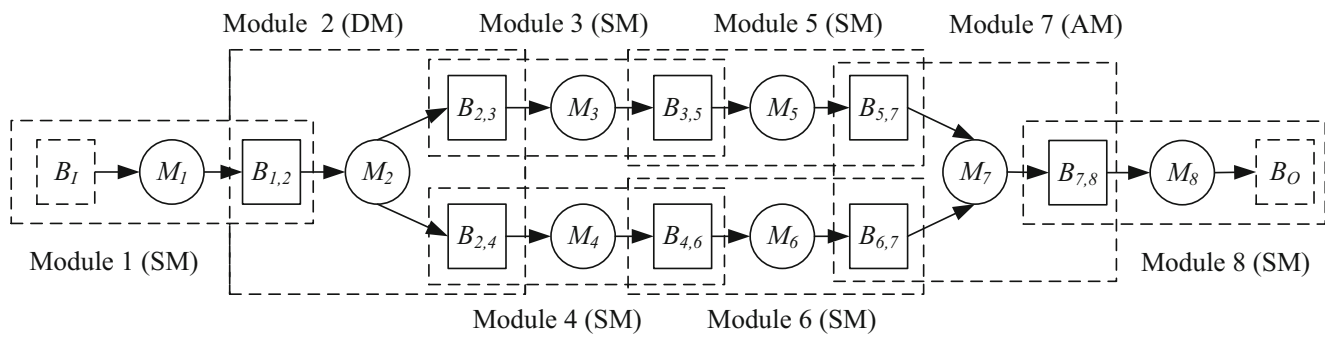 Module 2 (DM) Module 3 (SM) Module 5 (SM) Module 7 (AM)
B2,3 M3 B3,5 M5 B5,7
BI M1 B1,2 M2 M7 B7,8 M8 BO
B2,4 M4 B4,6 M6 B6,7
Module 1 (SM) Module 8 (SM)
Module 4 (SM) Module 6 (SM)